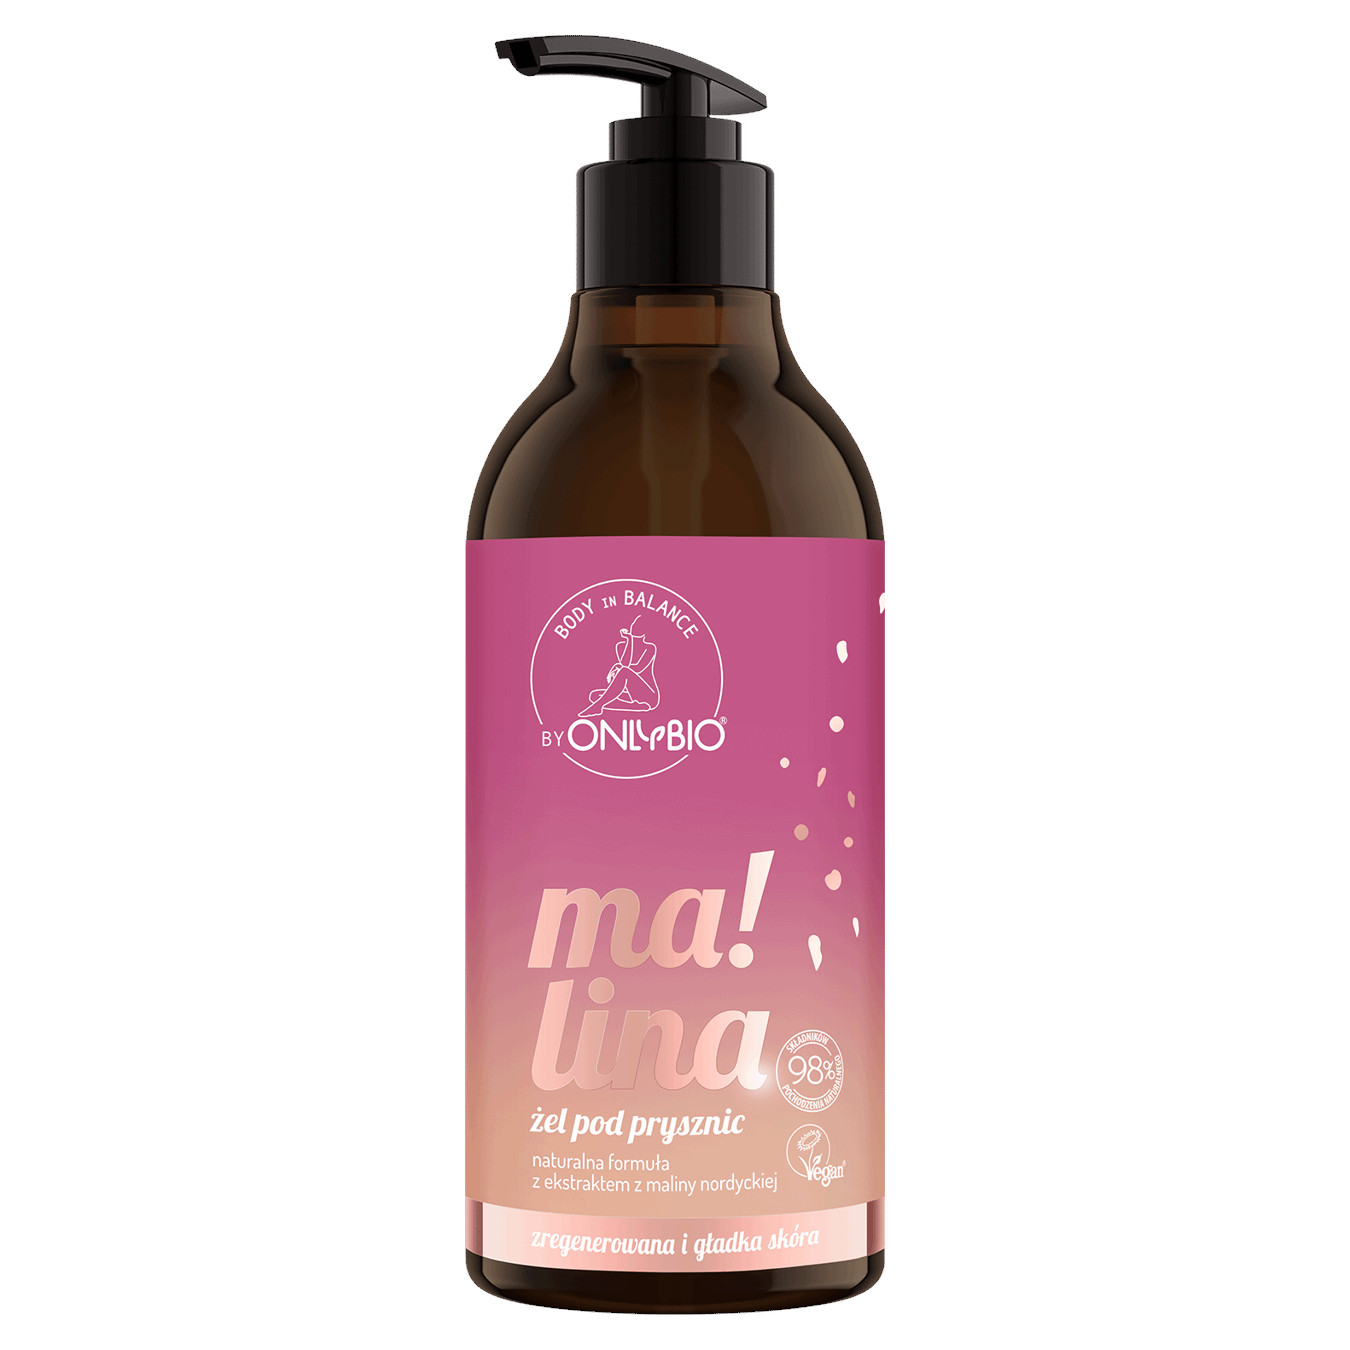 BODY IN BALANCE
BY ONLYBIO®
ma!
lina
SKŁADNIKÓW
98%
POCHODZENIA NATURALNEGO
żel pod prysznic
naturalna formuła
z ekstraktem z maliny nordyckiej
Vegan
zregenerowana i gładka skóra